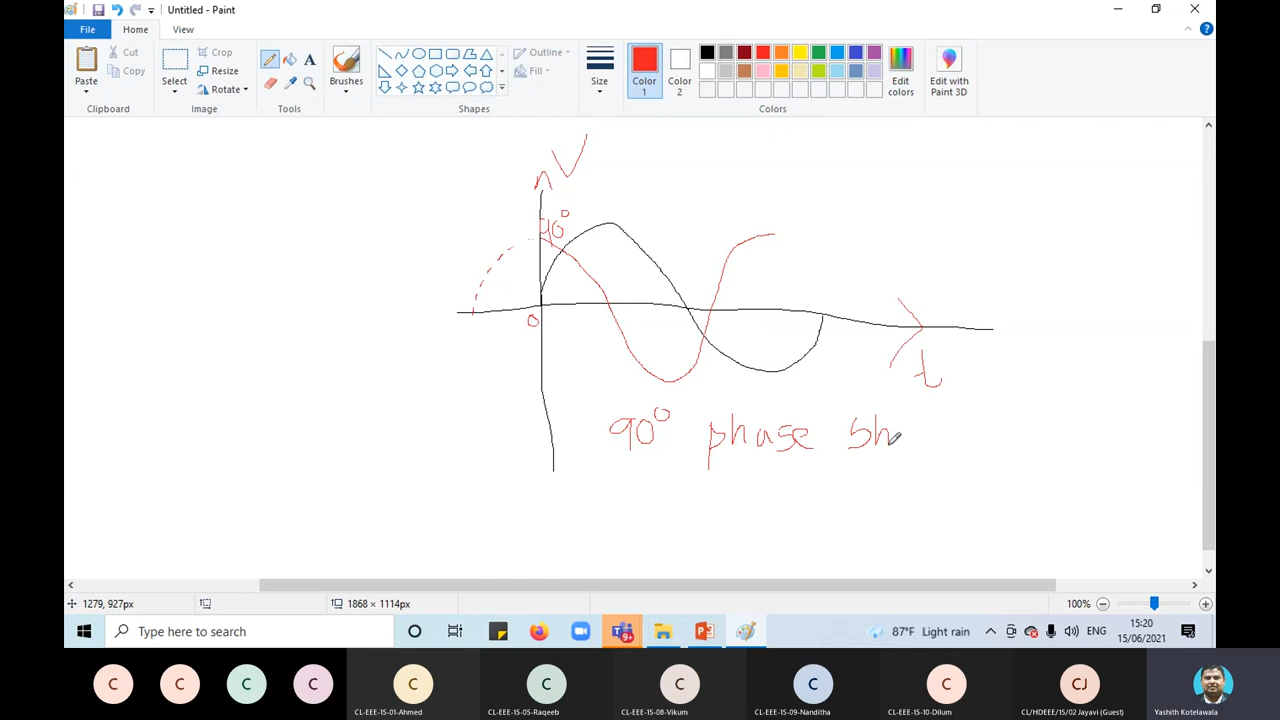 Untitled - Paint
File Home View
Paste Cut Copy Clipboard
Select Crop Resize Rotate Image
Tools
Brushes
Outline Fill Shapes
Size
Color 1 Color 2 Edit colors Colors
Edit with Paint 3D
V
90°
0
t
90° phase sh
1279, 927px 1868 × 1114px 100%
Type here to search 9+ 87°F Light rain ENG 15:20 15/06/2021
C C C C C C C C C CJ
CL-EEE-15-01-Ahmed CL-EEE-15-05-Raqeeb CL-EEE-15-08-Vikum CL-EEE-15-09-Nanditha CL-EEE-15-10-Dilum CL/HDEEE/15/02 Jayavi (Guest) Yashith Kotelawala